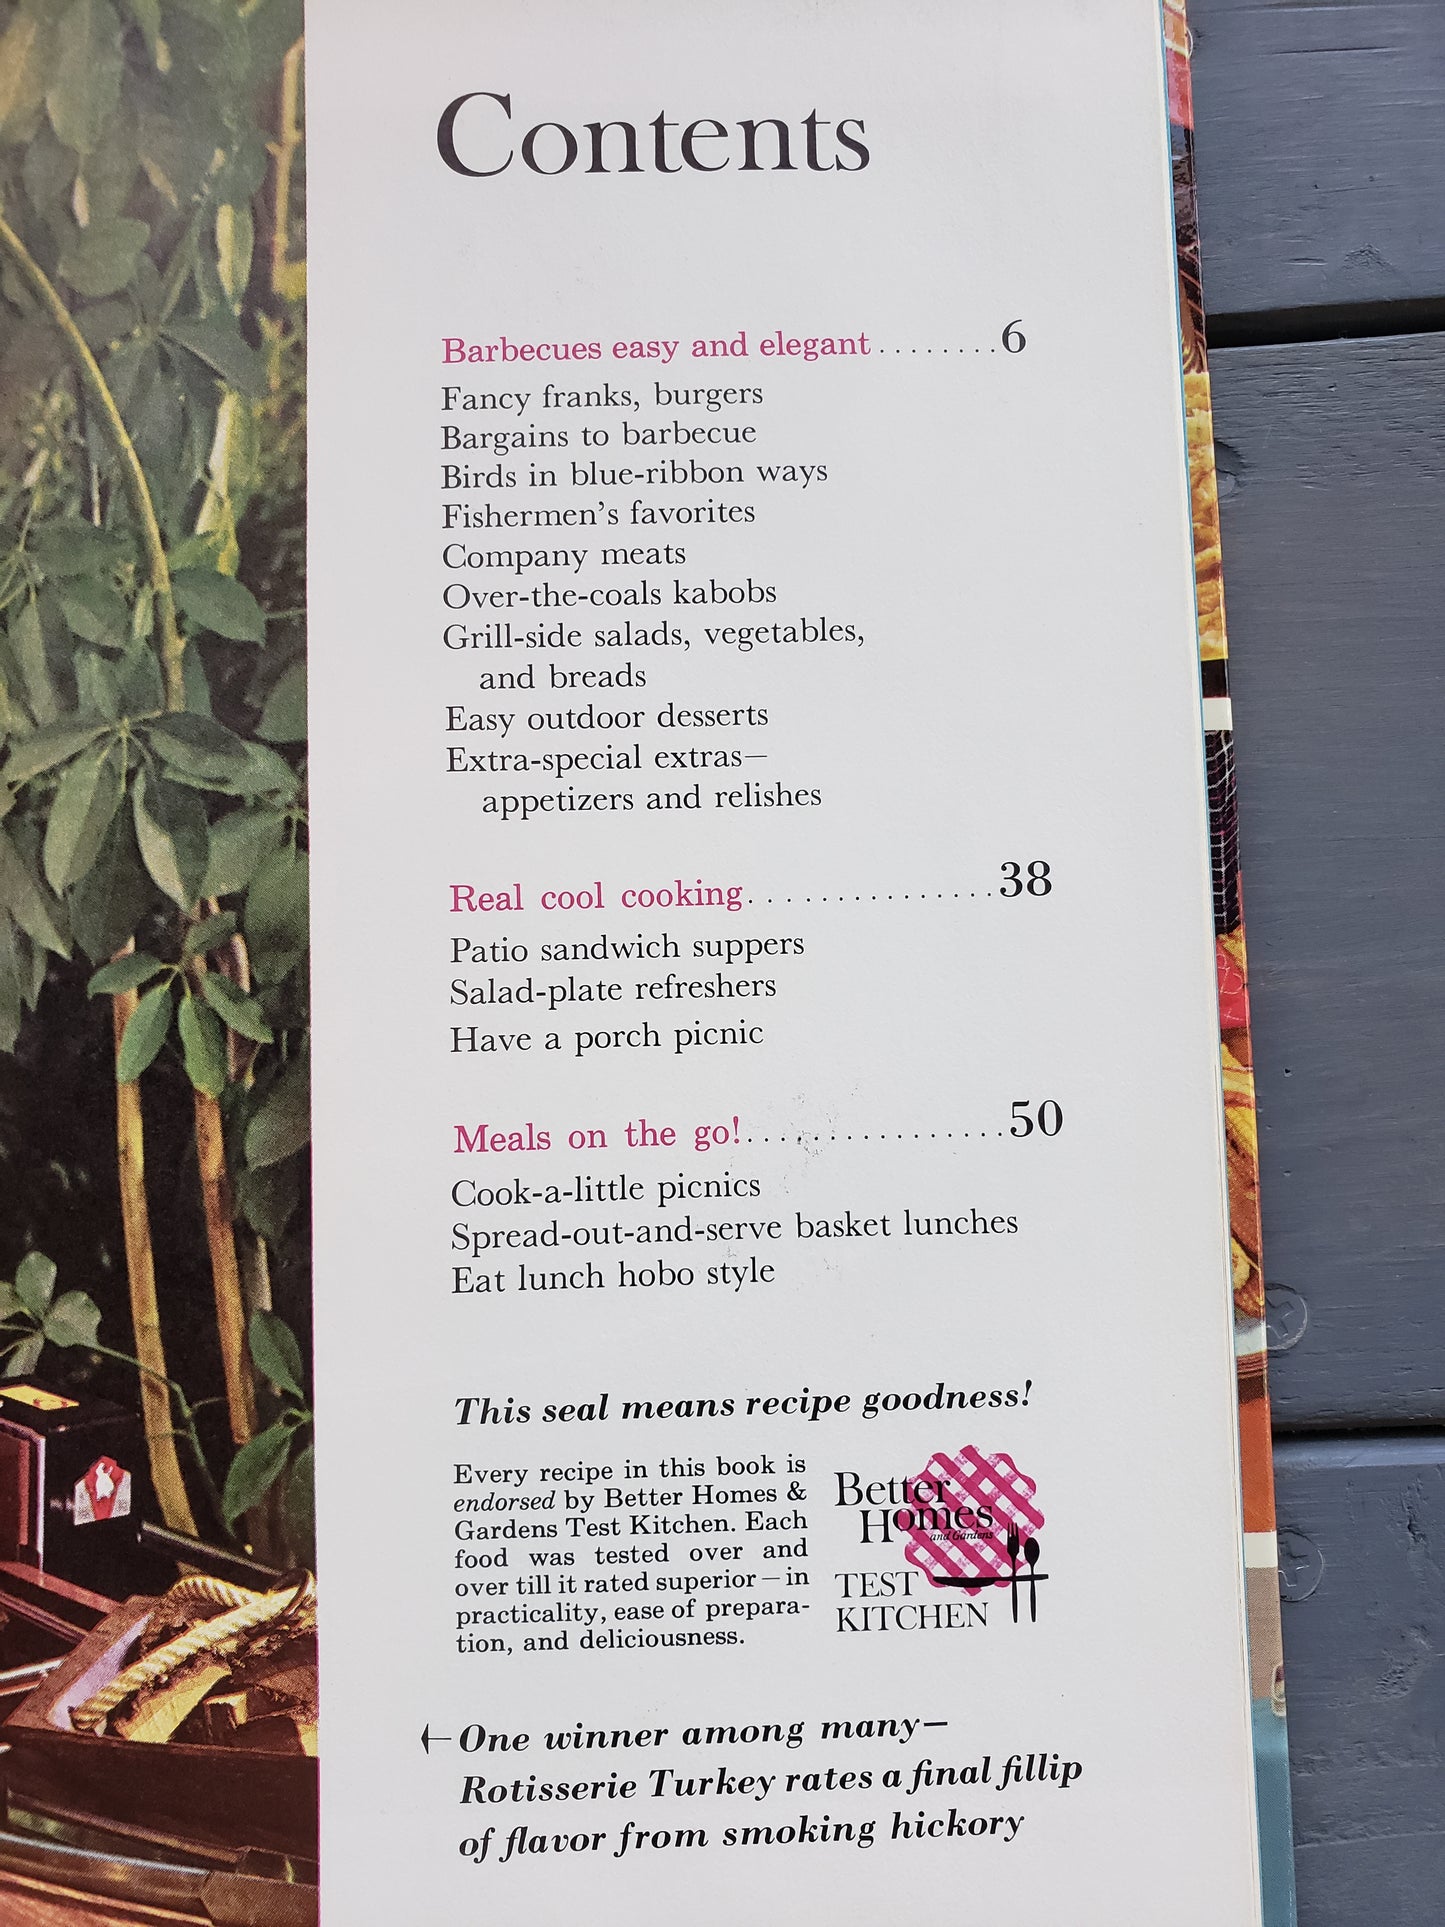 Contents
Barbecues easy and elegant........6
Fancy franks, burgers
Bargains to barbecue
Birds in blue-ribbon ways
Fishermen's favorites
Company meats
Over-the-coals kabobs
Grill-side salads, vegetables,
and breads
Easy outdoor desserts
Extra-special extras—
appetizers and relishes
Real cool cooking.................38
Patio sandwich suppers
Salad-plate refreshers
Have a porch picnic
Meals on the go!..................50
Cook-a-little picnics
Spread-out-and-serve basket lunches
Eat lunch hobo style
This seal means recipe goodness!
Every recipe in this book is
endorsed by Better Homes &
Gardens Test Kitchen. Each
food was tested over and
over till it rated superior—in
practicality, ease of prepara-
tion, and deliciousness.
Better
Homes
and Gardens
TEST
KITCHEN
←One winner among many—
Rotisserie Turkey rates a final fillip
of flavor from smoking hickory